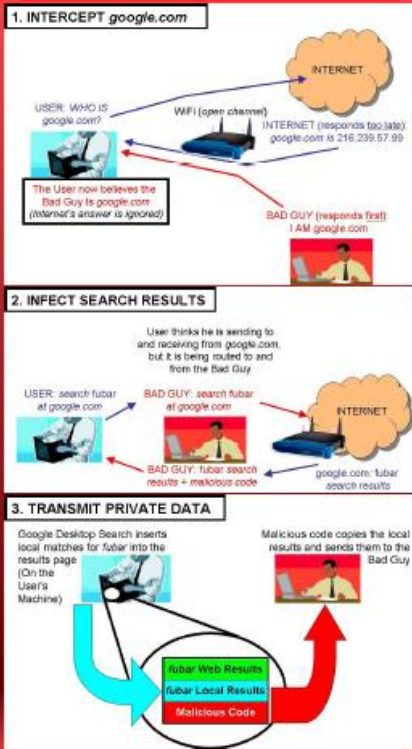 1. INTERCEPT google.com
INTERNET
USER: WHO IS
google.com?
WiFi (open channel)
INTERNET (responds too late):
google.com is 216.239.57.99
The User now believes the
Bad Guy Is google.com
(Internet's answer is ignored)
BAD GUY (responds first):
I AM google.com
2. INFECT SEARCH RESULTS
User thinks he is sending to
and receiving from google.com,
but it is being routed to and
from the Bad Guy
USER: search fubar
at google.com
BAD GUY: search fubar
at google.com
INTERNET
BAD GUY: fubar search
results + malicious code
google.com: fubar
search results
3. TRANSMIT PRIVATE DATA
Google Desktop Search inserts
local matches for fubar into the
results page
(On the
User's
Machine)
Malicious code copies the local
results and sends them to the
Bad Guy
fubar Web Results
fubar Local Results
Malicious Code